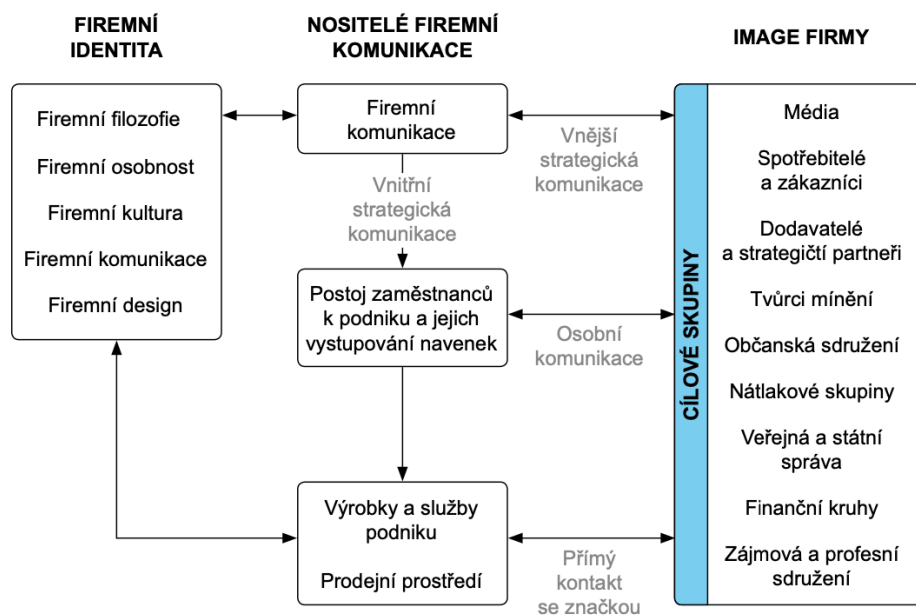 FIREMNÍ
IDENTITA
Firemní filozofie
Firemní osobnost
Firemní kultura
Firemní komunikace
Firemní design
NOSITELÉ FIREMNÍ
KOMUNIKACE
Firemní
komunikace
Vnitřní
strategická
komunikace
Postoj zaměstnanců
k podniku a jejich
vystupování navenek
Výrobky a služby
podniku
Prodejní prostředí
Vnější
strategická
komunikace
Osobní
komunikace
Přímý
kontakt
se značkou
IMAGE FIRMY
CÍLOVÉ SKUPINY
Média
Spotřebitelé
a zákazníci
Dodavatelé
a strategičtí partneři
Tvůrci mínění
Občanská sdružení
Nátlakové skupiny
Veřejná a státní
správa
Finanční kruhy
Zájmová a profesní
sdružení